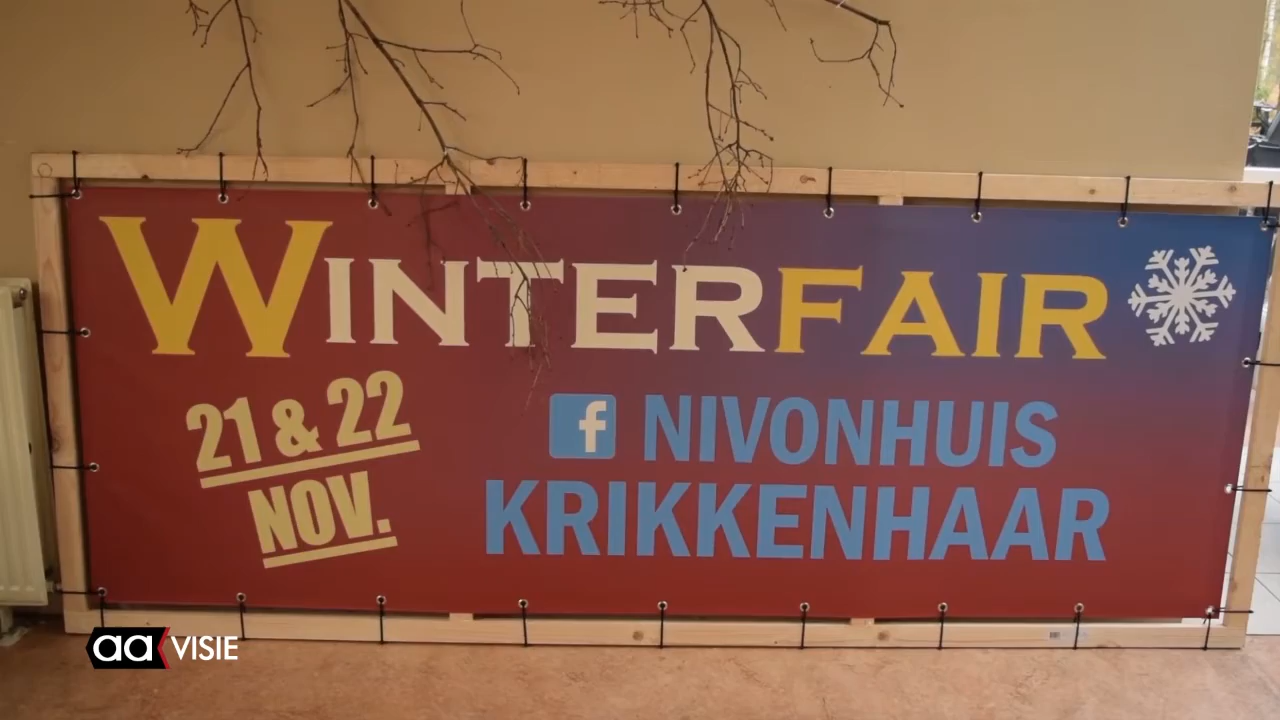 WINTERFAIR
21 & 22
NOV.
f NIVONHUIS
KRIKKENHAAR
aa VISIE